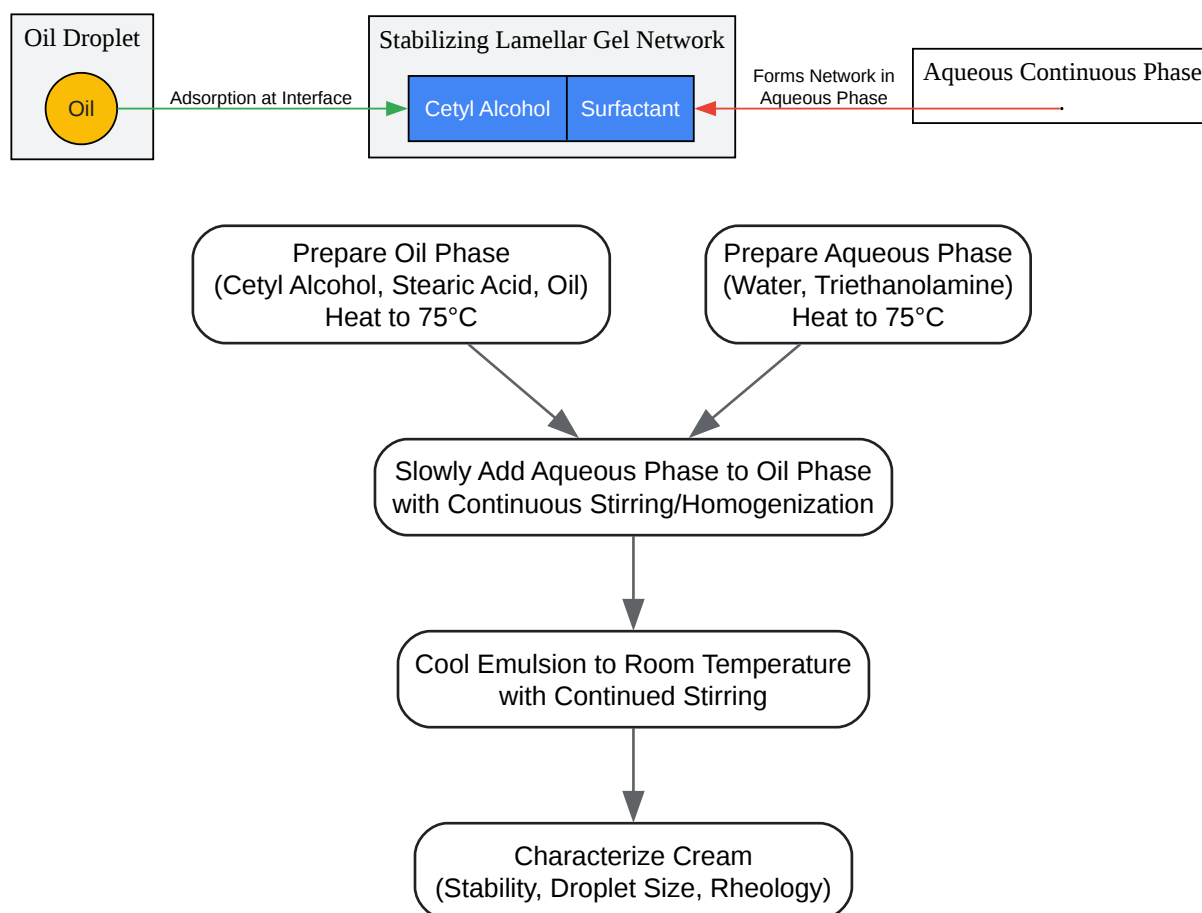 Oil Droplet
Oil
Adsorption at Interface
Stabilizing Lamellar Gel Network
Cetyl Alcohol
Surfactant
Forms Network in
Aqueous Phase
Aqueous Continuous Phase
Prepare Oil Phase
(Cetyl Alcohol, Stearic Acid, Oil)
Heat to 75°C
Prepare Aqueous Phase
(Water, Triethanolamine)
Heat to 75°C
Slowly Add Aqueous Phase to Oil Phase
with Continuous Stirring/Homogenization
Cool Emulsion to Room Temperature
with Continued Stirring
Characterize Cream
(Stability, Droplet Size, Rheology)